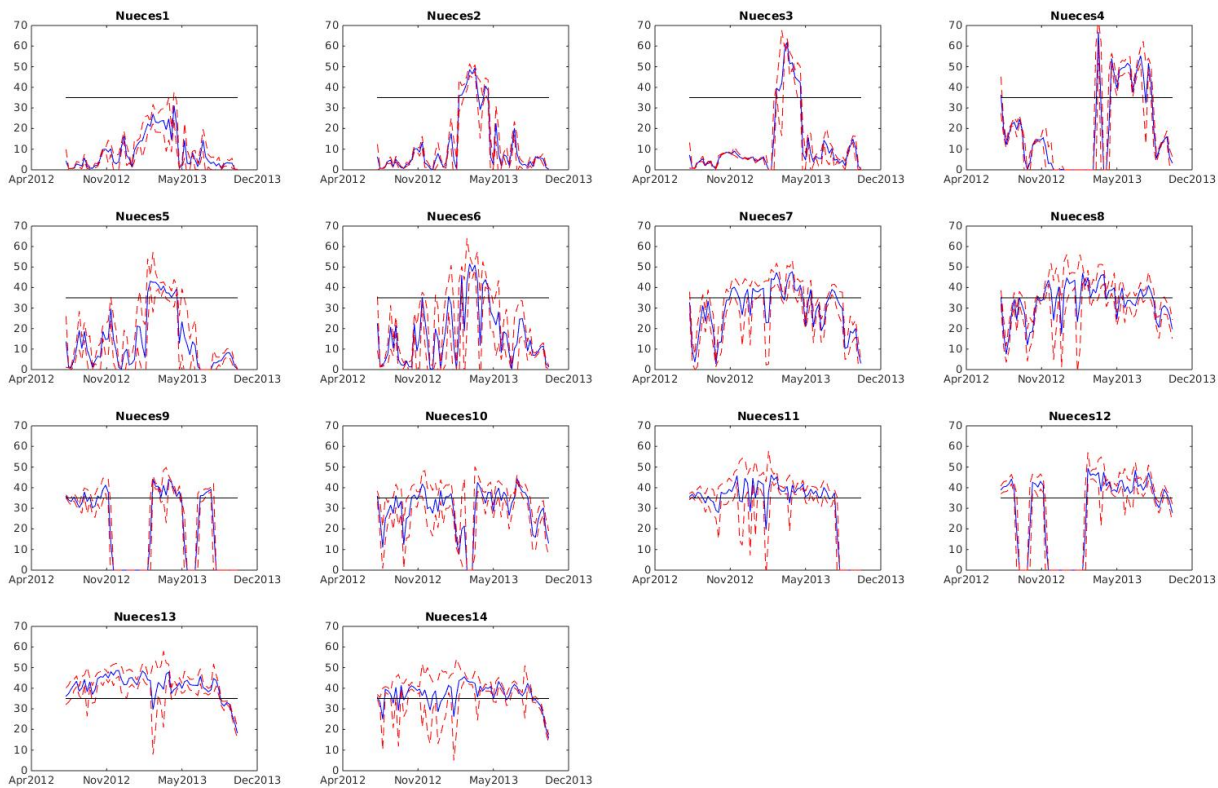 Nueces1 Nueces2 Nueces3 Nueces4
70 70 70 70
60 60 60 60
50 50 50 50
40 40 40 40
30 30 30 30
20 20 20 20
10 10 10 10
0 0 0 0
Apr2012 Nov2012 May2013 Dec2013 Apr2012 Nov2012 May2013 Dec2013 Apr2012 Nov2012 May2013 Dec2013 Apr2012 Nov2012 May2013 Dec2013
Nueces5 Nueces6 Nueces7 Nueces8
70 70 70 70
60 60 60 60
50 50 50 50
40 40 40 40
30 30 30 30
20 20 20 20
10 10 10 10
0 0 0 0
Apr2012 Nov2012 May2013 Dec2013 Apr2012 Nov2012 May2013 Dec2013 Apr2012 Nov2012 May2013 Dec2013 Apr2012 Nov2012 May2013 Dec2013
Nueces9 Nueces10 Nueces11 Nueces12
70 70 70 70
60 60 60 60
50 50 50 50
40 40 40 40
30 30 30 30
20 20 20 20
10 10 10 10
0 0 0 0
Apr2012 Nov2012 May2013 Dec2013 Apr2012 Nov2012 May2013 Dec2013 Apr2012 Nov2012 May2013 Dec2013 Apr2012 Nov2012 May2013 Dec2013
Nueces13 Nueces14
70 70
60 60
50 50
40 40
30 30
20 20
10 10
0 0
Apr2012 Nov2012 May2013 Dec2013 Apr2012 Nov2012 May2013 Dec2013